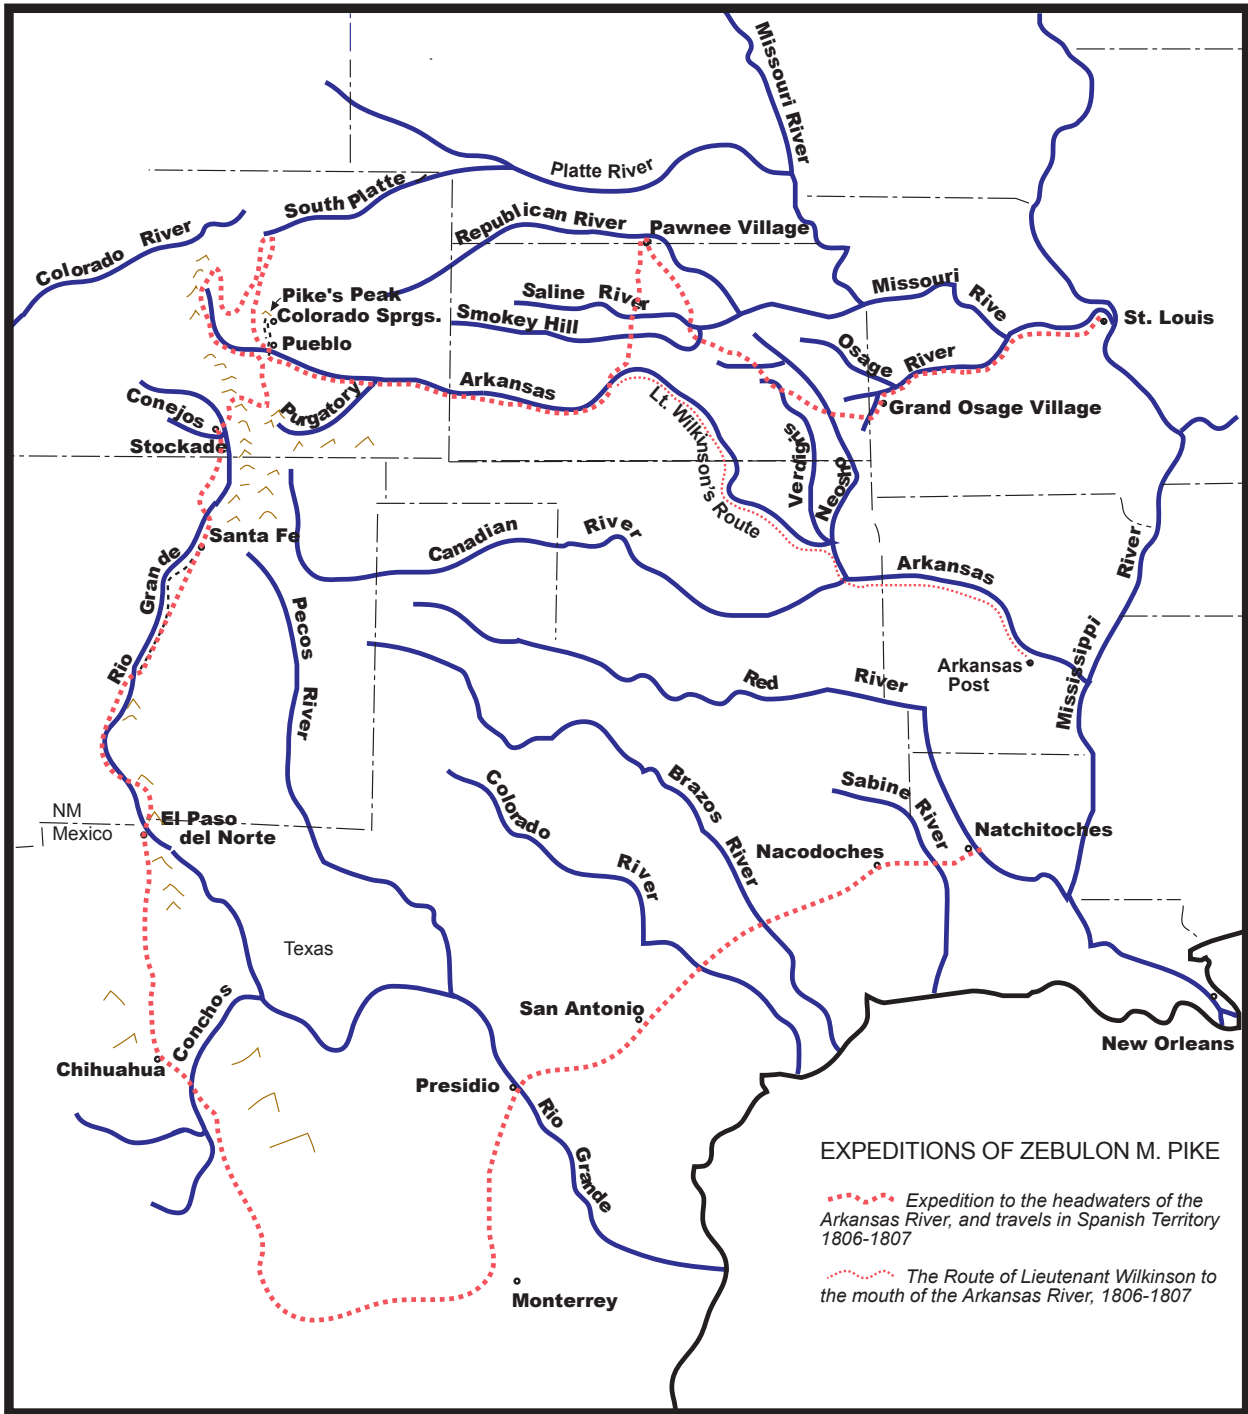 Missouri River
Platte River
South Platte
Colorado River
Republican River
Pawnee Village
Saline River
Smokey Hill
Missouri Rive
St. Louis
Pike's Peak
Colorado Sprgs.
Pueblo
Osage River
Grand Osage Village
Arkansas
Purgatory
Conejos
Stockade
Lt. Wilkinson's Route
Verdigris
Neosho
Santa Fe
Canadian River
Arkansas
Rio Grande
Pecos River
Arkansas
Post
Mississippi River
Red River
Colorado River
Brazos River
Sabine River
NM
Mexico
El Paso
del Norte
Natchitoches
Nacodoches
Texas
San Antonio
Conchos
Chihuahua
Presidio
New Orleans
Rio Grande
Monterrey
EXPEDITIONS OF ZEBULON M. PIKE
Expedition to the headwaters of the
Arkansas River, and travels in Spanish Territory
1806-1807
The Route of Lieutenant Wilkinson to
the mouth of the Arkansas River, 1806-1807